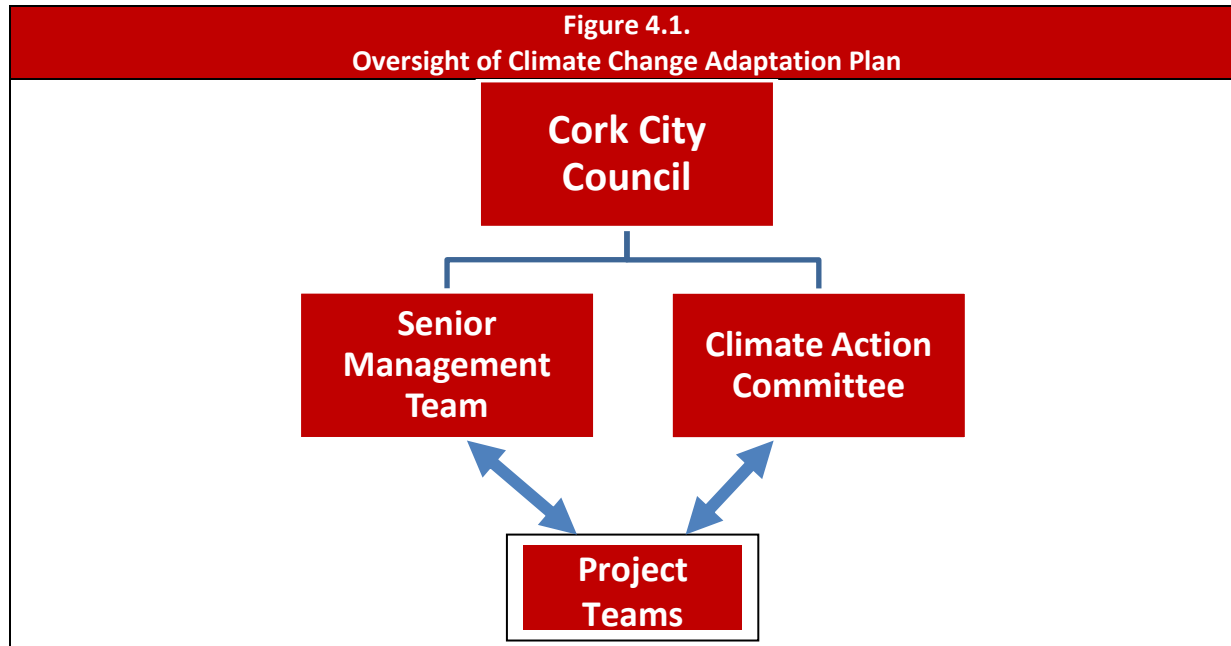 Figure 4.1.
Oversight of Climate Change Adaptation Plan
Cork City
Council
Senior
Management
Team
Climate Action
Committee
Project
Teams